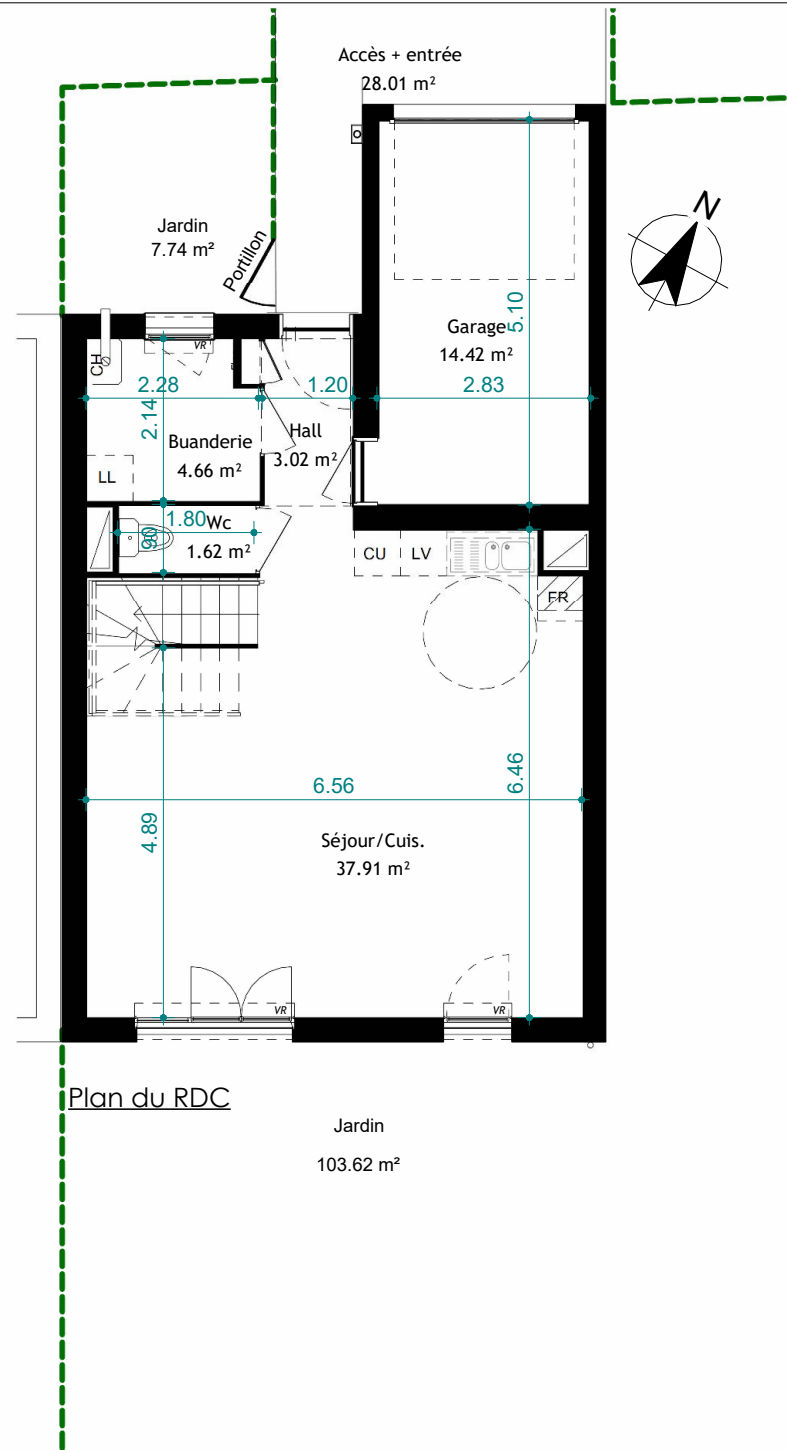 Accès + entrée
28.01 m²
N
Jardin
7.74 m²
Portillon
Garage
14.42 m²
5.10
2.83
VR
CH
2.28
1.20
2.14
Hall
3.02 m²
Buanderie
4.66 m²
LL
1.80
Wc
90
1.62 m²
CU
LV
FR
6.56
6.46
4.89
Séjour/Cuis.
37.91 m²
VR
VR
Plan du RDC
Jardin
103.62 m²